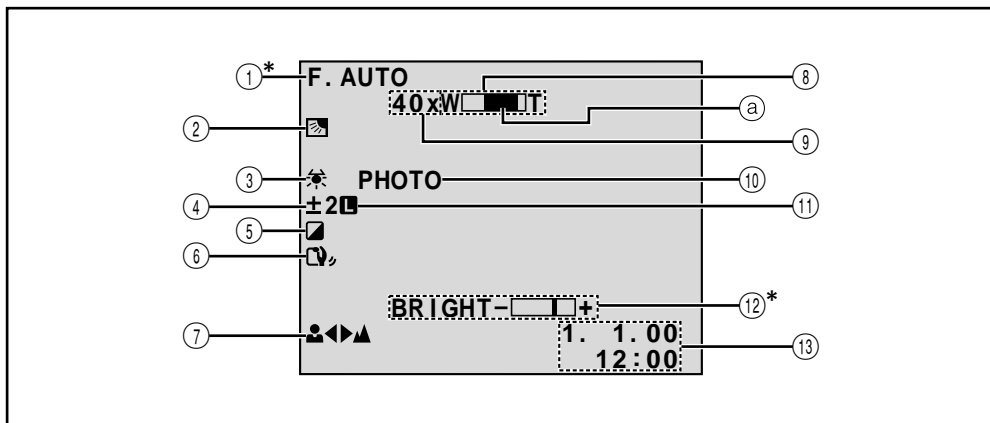 ① * F. AUTO ⑧
40x W T ⓐ
② ⑨
③ PHOTO ⑩
④ ±2 L ⑪
⑤
⑥
BRIGHT - + ⑫ *
⑦ 1. 1.00
12:00 ⑬